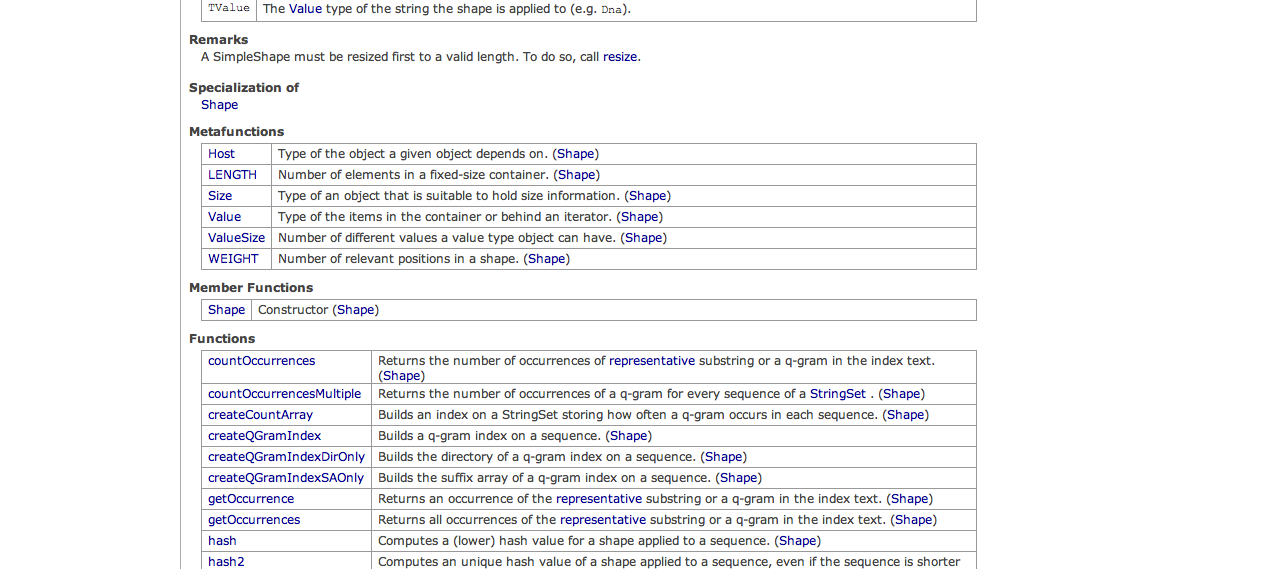 TValue The Value type of the string the shape is applied to (e.g. Dna).
Remarks
A SimpleShape must be resized first to a valid length. To do so, call resize.
Specialization of
Shape
Metafunctions
Host Type of the object a given object depends on. (Shape)
LENGTH Number of elements in a fixed-size container. (Shape)
Size Type of an object that is suitable to hold size information. (Shape)
Value Type of the items in the container or behind an iterator. (Shape)
ValueSize Number of different values a value type object can have. (Shape)
WEIGHT Number of relevant positions in a shape. (Shape)
Member Functions
Shape Constructor (Shape)
Functions
countOccurrences Returns the number of occurrences of representative substring or a q-gram in the index text.
(Shape)
countOccurrencesMultiple Returns the number of occurrences of a q-gram for every sequence of a StringSet . (Shape)
createCountArray Builds an index on a StringSet storing how often a q-gram occurs in each sequence. (Shape)
createQGramIndex Builds a q-gram index on a sequence. (Shape)
createQGramIndexDirOnly Builds the directory of a q-gram index on a sequence. (Shape)
createQGramIndexSAOnly Builds the suffix array of a q-gram index on a sequence. (Shape)
getOccurrence Returns an occurrence of the representative substring or a q-gram in the index text. (Shape)
getOccurrences Returns all occurrences of the representative substring or a q-gram in the index text. (Shape)
hash Computes a (lower) hash value for a shape applied to a sequence. (Shape)
hash2 Computes an unique hash value of a shape applied to a sequence, even if the sequence is shorter